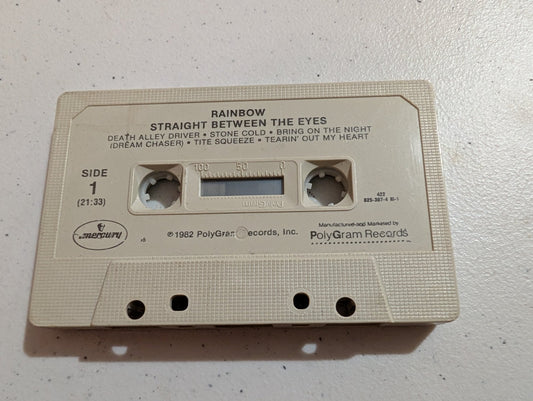 RAINBOW
STRAIGHT BETWEEN THE EYES
DEATH ALLEY DRIVER • STONE COLD • BRING ON THE NIGHT
(DREAM CHASER) • TITE SQUEEZE • TEARIN' OUT MY HEART
SIDE
1
(21:33)
100 50 0
PolyGram
422
mercury
℗ 1982 PolyGram Records, Inc.
Manufactured and Marketed by
PolyGram Records